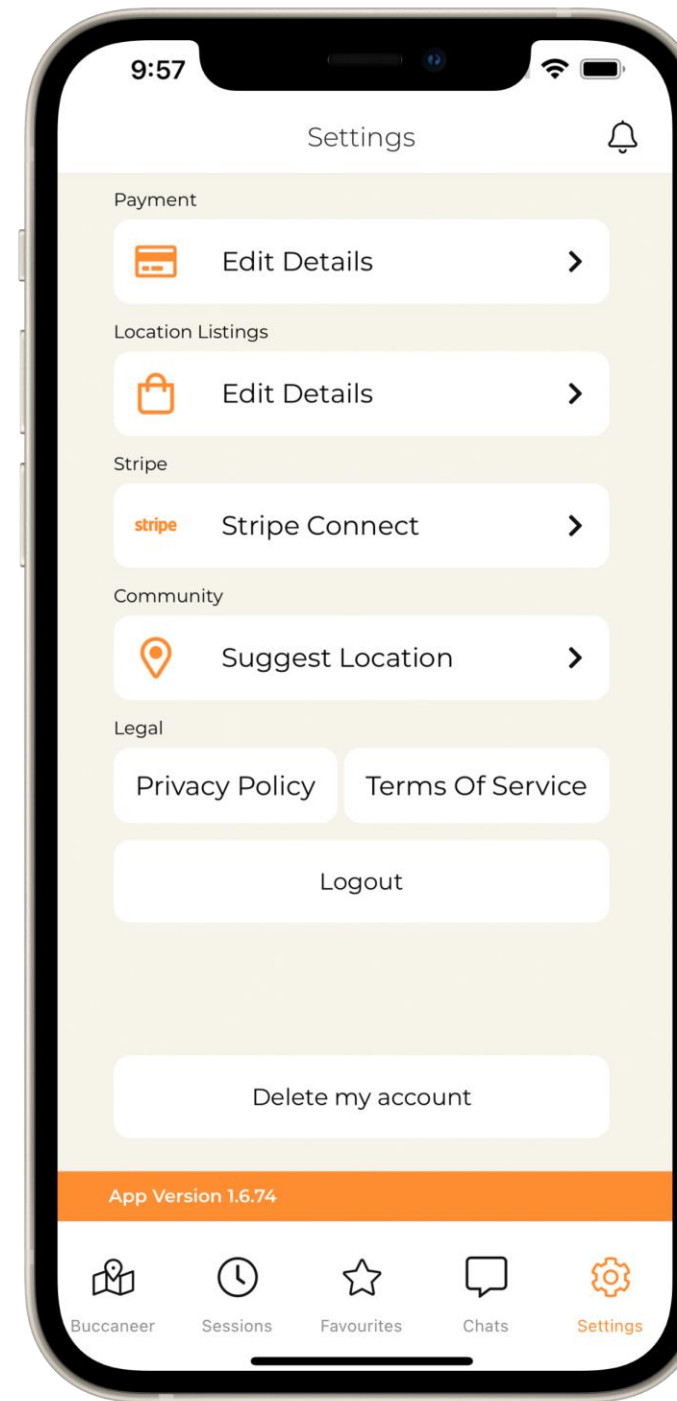 9:57
Settings
Payment
Edit Details
Location Listings
Edit Details
Stripe
stripe Stripe Connect
Community
Suggest Location
Legal
Privacy Policy Terms Of Service
Logout
Delete my account
App Version 1.6.74
Buccaneer Sessions Favourites Chats Settings